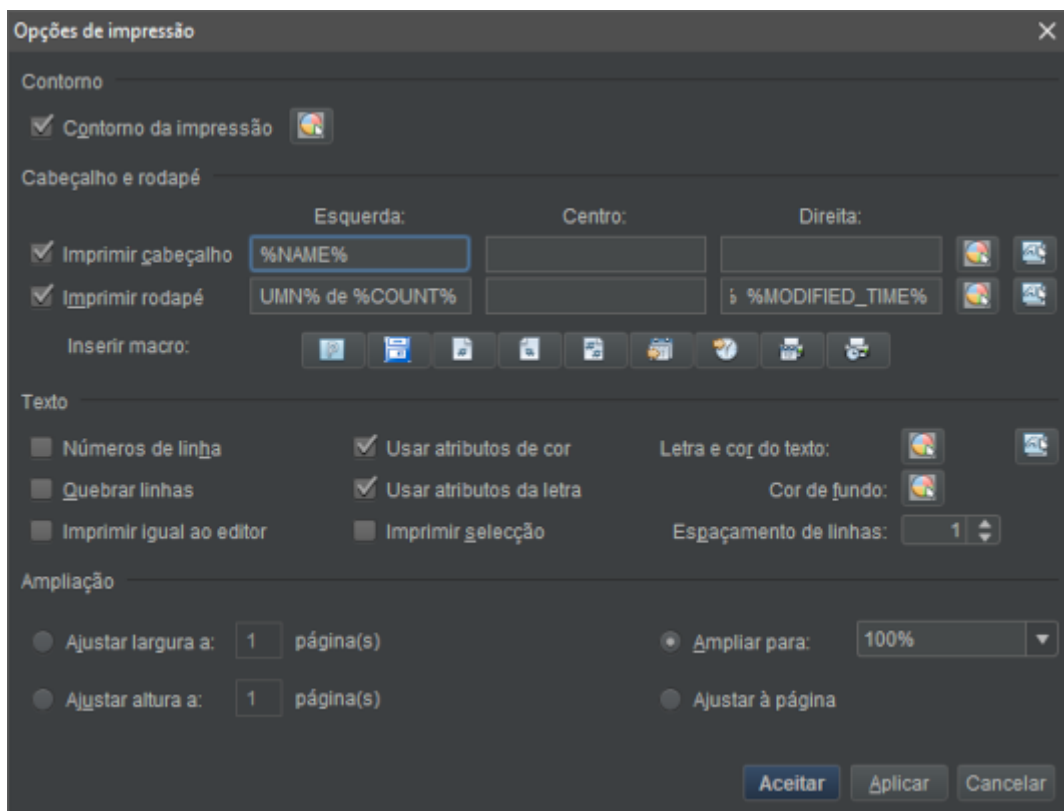 Opções de impressão
Contorno
Contorno da impressão
Cabeçalho e rodapé
Esquerda: Centro: Direita:
Imprimir cabeçalho %NAME%
Imprimir rodapé UMN% de %COUNT% %MODIFIED_TIME%
Inserir macro:
Texto
Números de linha Usar atributos de cor Letra e cor do texto:
Quebrar linhas Usar atributos da letra Cor de fundo:
Imprimir igual ao editor Imprimir selecção Espaçamento de linhas: 1
Ampliação
Ajustar largura a: 1 página(s) Ampliar para: 100%
Ajustar altura a: 1 página(s) Ajustar à página
Aceitar Aplicar Cancelar